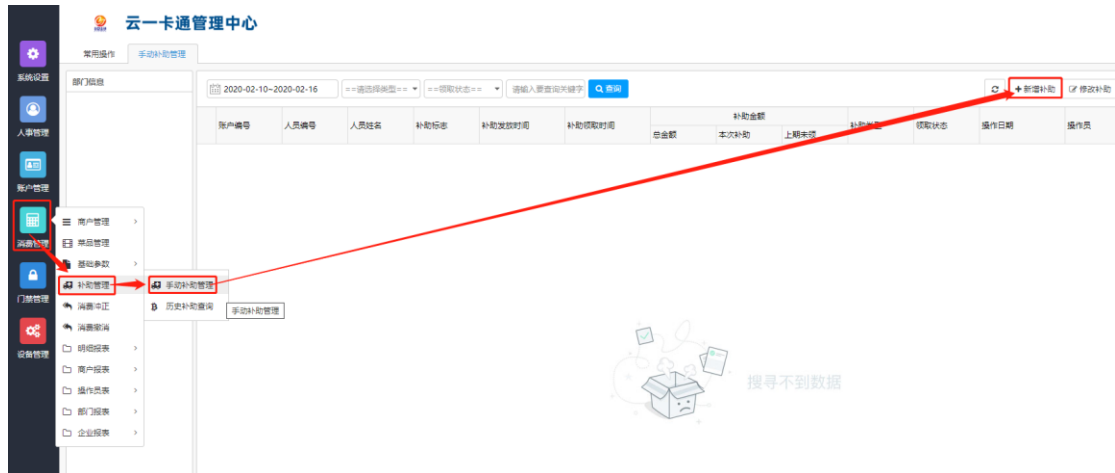 云一卡通管理中心
常用操作 手动补助管理
系统设置
人事管理
账户管理
消费管理
门禁管理
设备管理
部门信息
2020-02-10~2020-02-16 ==请选择类型== ==领取状态== 请输入要查询关键字 查询 新增补助 修改补助
账户编号 人员编号 人员姓名 补助标志 补助发放时间 补助领取时间 补助金额 补助类型 领取状态 操作日期 操作员
总金额 本次补助 上期未领
商户管理
菜品管理
基础参数
补助管理
消费冲正
消费撤消
明细报表
商户报表
操作员表
部门报表
企业报表
手动补助管理
历史补助查询
手动补助管理
搜寻不到数据